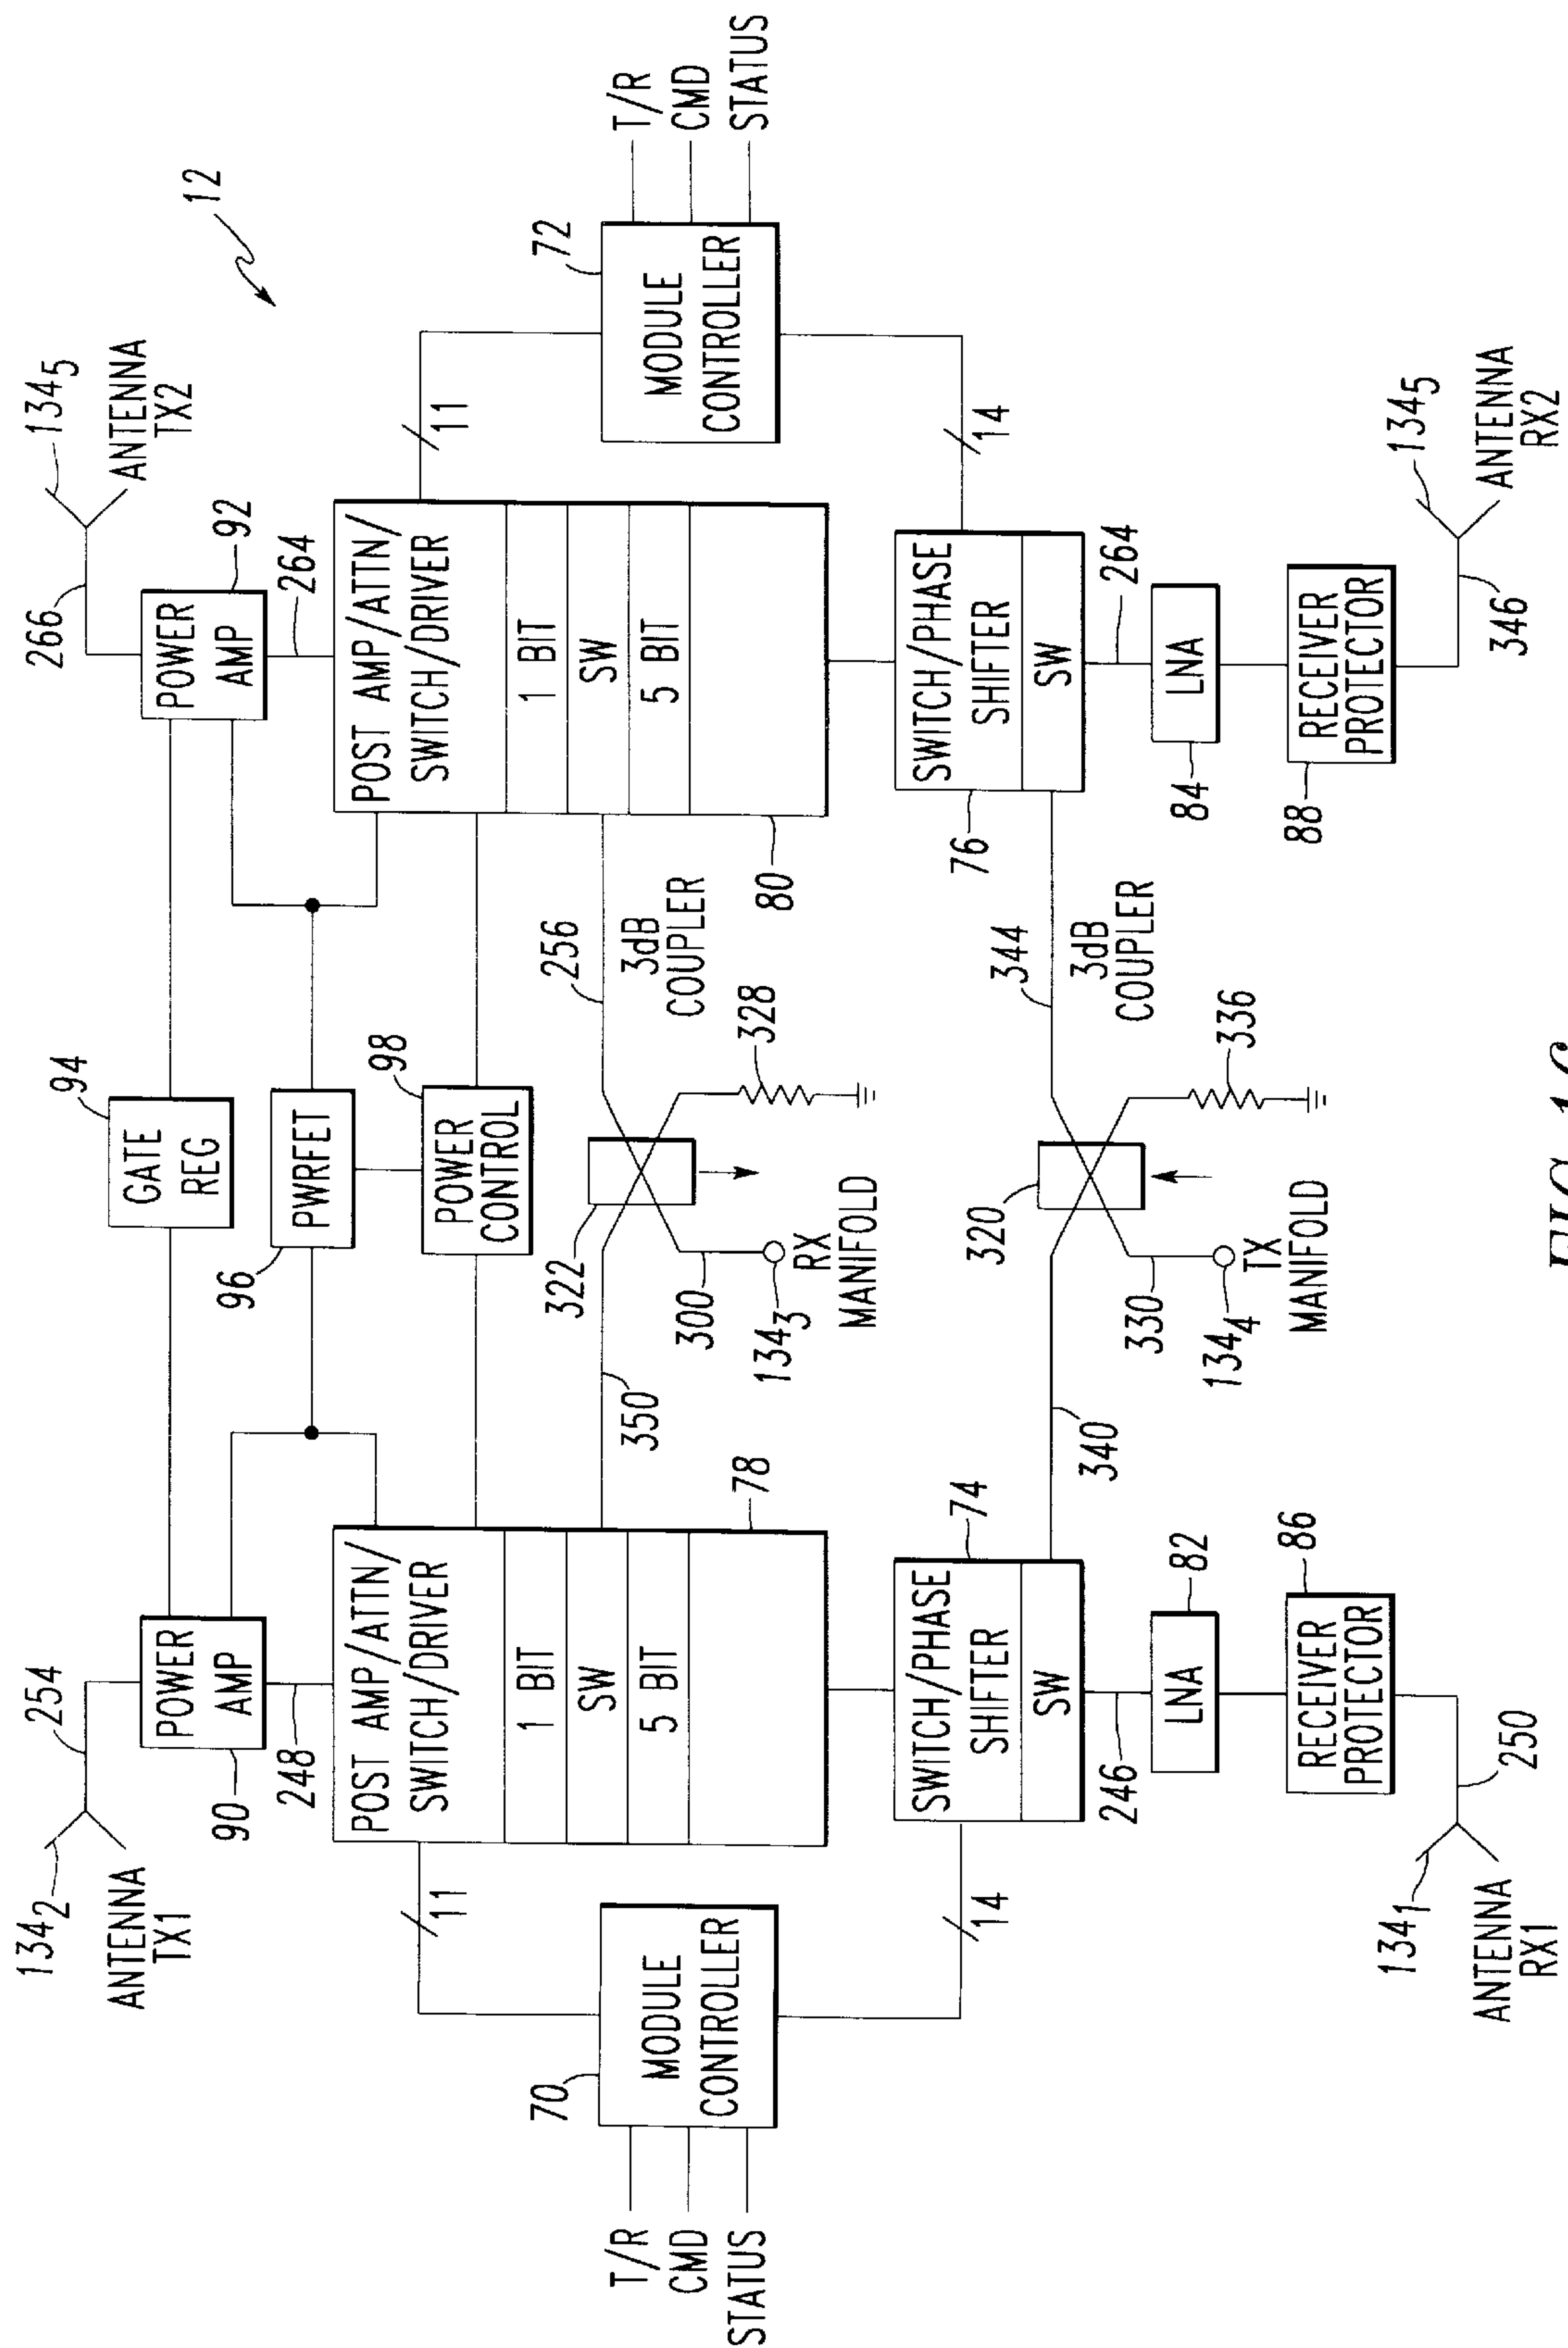 12
134₂
254
ANTENNA
TX1
266
134₅
ANTENNA
TX2
94
GATE
REG
90
POWER
AMP
248
POWER
AMP
92
264
96
PWRFET
98
POWER
CONTROL
POST AMP/ATTN/
SWITCH/DRIVER
1 BIT
SW
5 BIT
78
POST AMP/ATTN/
SWITCH/DRIVER
1 BIT
SW
5 BIT
80
11
11
70
MODULE
CONTROLLER
T/R
CMD
STATUS
72
MODULE
CONTROLLER
T/R
CMD
STATUS
14
14
350
322
256
3dB
COUPLER
328
300
134₃
RX
MANIFOLD
SWITCH/PHASE
SHIFTER
SW
74
SWITCH/PHASE
SHIFTER
SW
76
340
320
344
3dB
COUPLER
336
330
134₄
TX
MANIFOLD
246
LNA
82
264
LNA
84
RECEIVER
PROTECTOR
86
RECEIVER
PROTECTOR
88
134₁
250
ANTENNA
RX1
346
134₅
ANTENNA
RX2